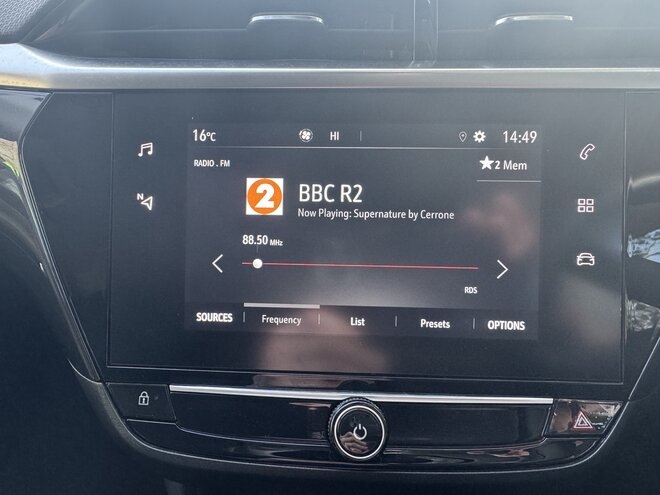 16°C HI 14:49
RADIO . FM
2 Mem
2
BBC R2
Now Playing: Supernature by Cerrone
N
88.50 MHz
RDS
SOURCES Frequency List Presets OPTIONS